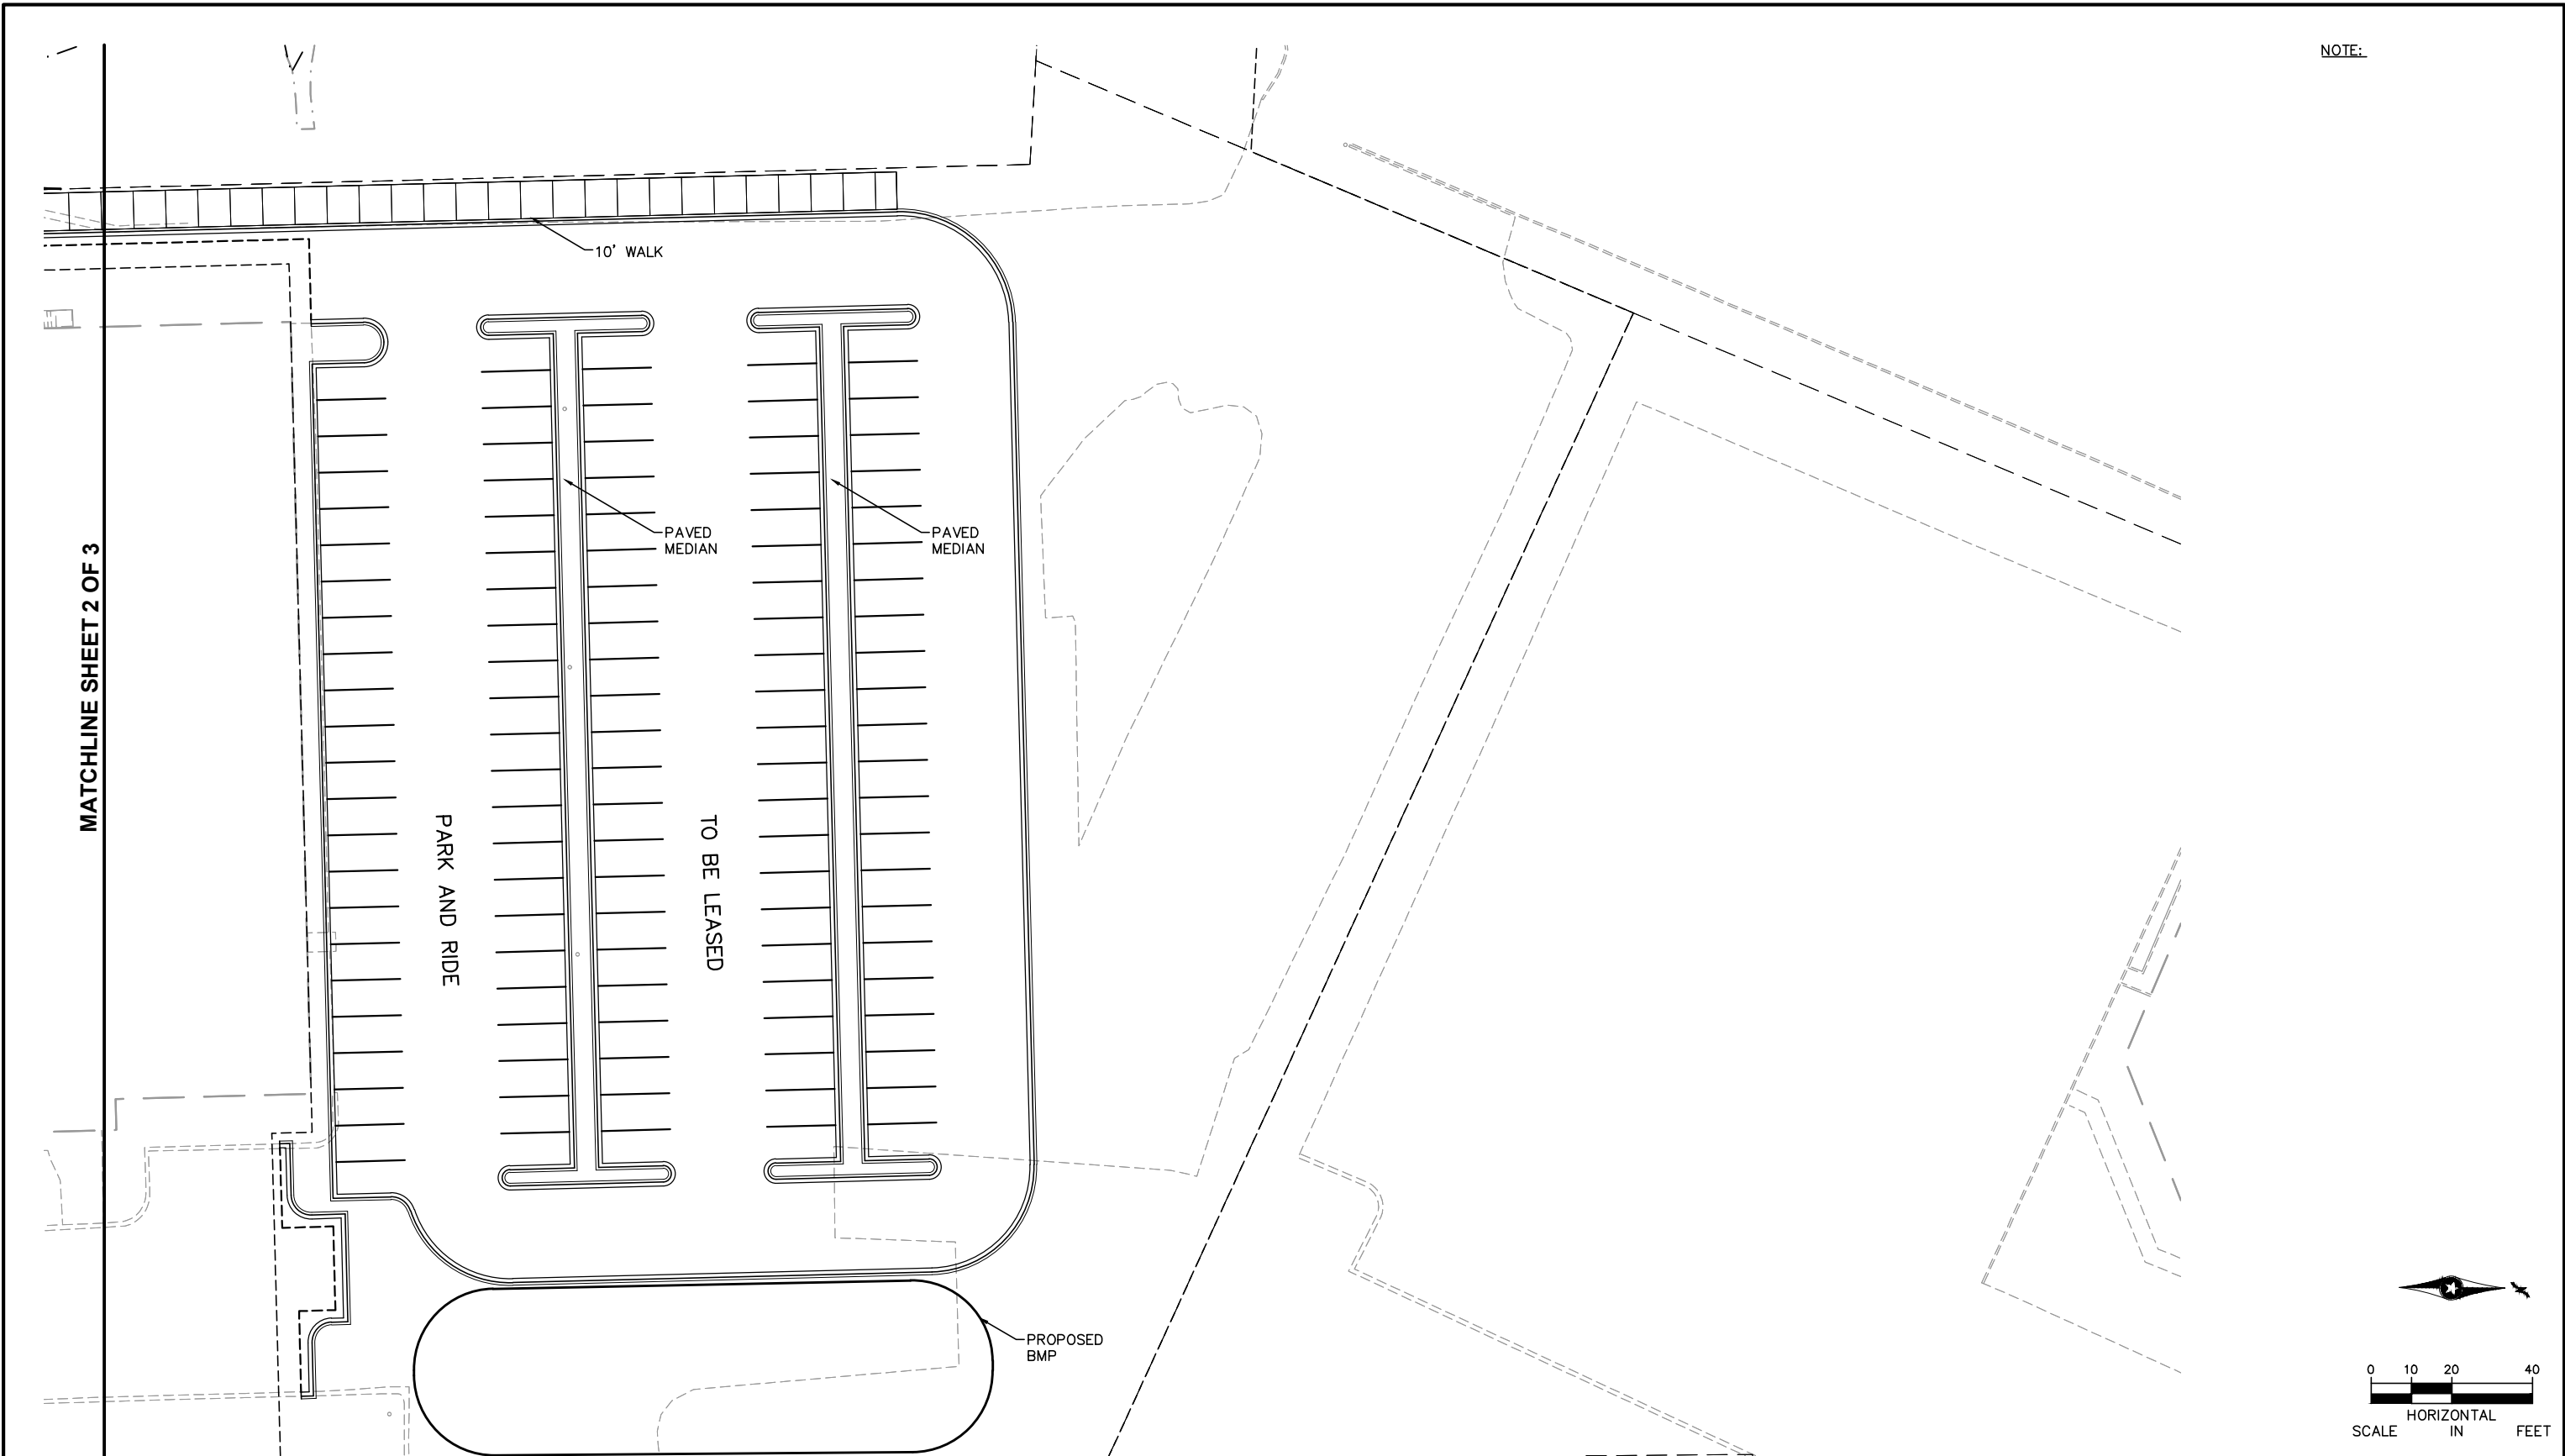 NOTE:
10' WALK
MATCHLINE SHEET 2 OF 3
PAVED
MEDIAN
PAVED
MEDIAN
PARK AND RIDE
TO BE LEASED
PROPOSED
BMP
0 10 20 40
HORIZONTAL
SCALE IN FEET